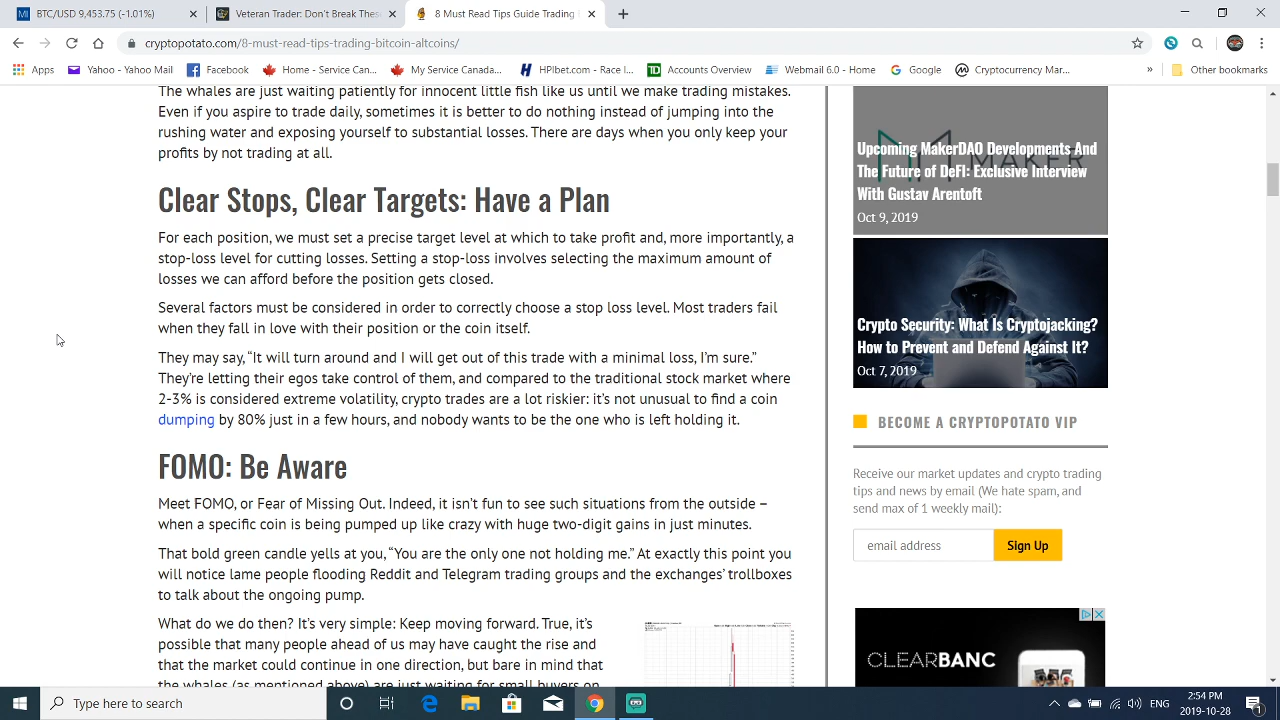 BTC/USD 9,453.75 (-1.01%)
Veteran Trader: Don't Break These
8 Must Read Tips Guide Trading
cryptopotato.com/8-must-read-tips-trading-bitcoin-altcoins/
Apps
Yahoo - Yahoo Mail
Facebook
Home - Service Can...
My Service Canada...
HPIbet.com - Race I...
Accounts Overview
Webmail 6.0 - Home
Google
Cryptocurrency Mar...
»
Other bookmarks
The whales are just waiting patiently for innocent little fish like us until we make trading mistakes.
Even if you aspire to trade daily, sometimes it is better to do nothing instead of jumping into the
rushing water and exposing yourself to substantial losses. There are days when you only keep your
profits by not trading at all.
Clear Stops, Clear Targets: Have a Plan
For each position, we must set a precise target level at which to take profit and, more importantly, a
stop-loss level for cutting losses. Setting a stop-loss involves selecting the maximum amount of
losses we can afford before the position gets closed.
Several factors must be considered in order to correctly choose a stop loss level. Most traders fail
when they fall in love with their position or the coin itself.
They may say, “It will turn around and I will get out of this trade with a minimal loss, I’m sure.”
They’re letting their egos take control of them, and compared to the traditional stock market where
2-3% is considered extreme volatility, crypto trades are a lot riskier: it’s not unusual to find a coin
dumping by 80% just in a few hours, and nobody wants to be the one who is left holding it.
FOMO: Be Aware
Meet FOMO, or Fear of Missing Out. Indeed, it isn’t fun to see such situations from the outside –
when a specific coin is being pumped up like crazy with huge two-digit gains in just minutes.
That bold green candle yells at you, “You are the only one not holding me.” At exactly this point you
will notice lame people flooding Reddit and Telegram trading groups and the exchanges’ trollboxes
to talk about the ongoing pump.
What do we do then? It’s very simple: Keep moving forward. True, it’s
possible that many people ahead of us may have caught the rise and
that the market could continue in one direction, but bare in mind that
the whales (as mentioned above) are just waiting for small buyers on
MAKER
Upcoming MakerDAO Developments And
The Future of DeFI: Exclusive Interview
With Gustav Arentoft
Oct 9, 2019
Crypto Security: What Is Cryptojacking?
How to Prevent and Defend Against It?
Oct 7, 2019
BECOME A CRYPTOPOTATO VIP
Receive our market updates and crypto trading
tips and news by email (We hate spam, and
send max of 1 weekly mail):
email address
Sign Up
CLEARBANC
Type here to search
ENG
2:54 PM
2019-10-28